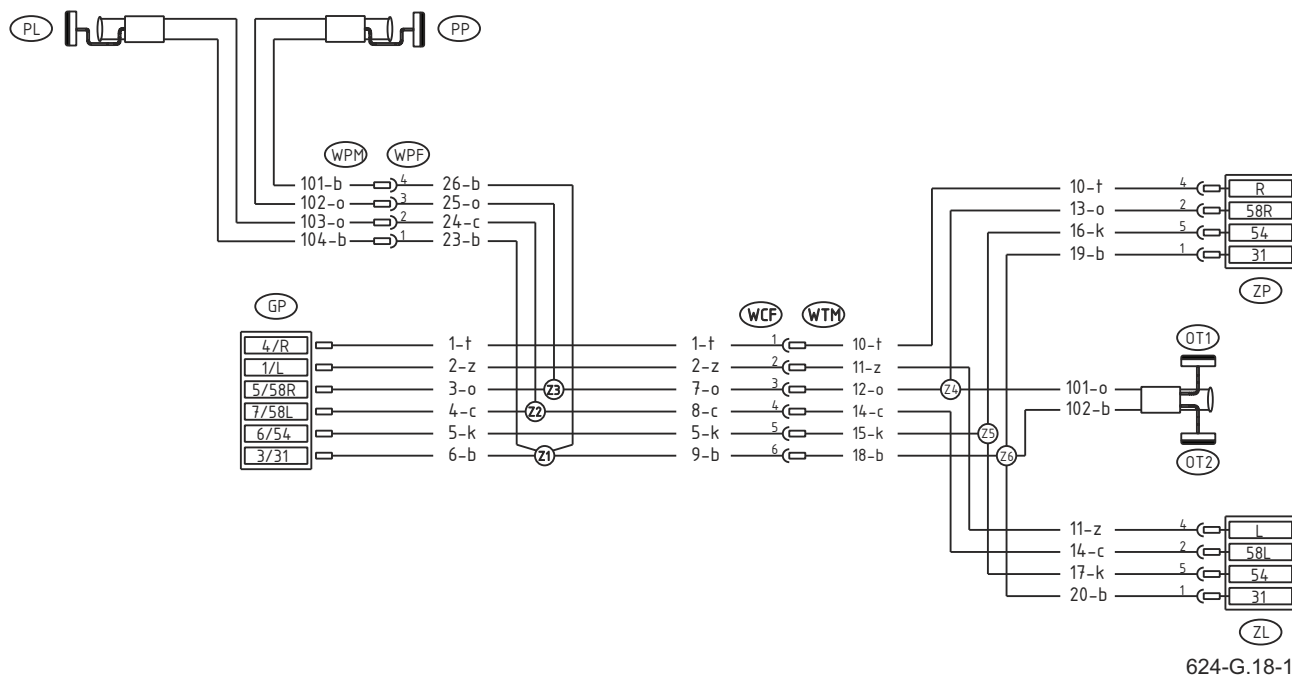 PL
PP
WPM WPF
101-b 4 26-b
102-o 3 25-o
103-o 2 24-c
104-b 1 23-b
10-t 4 R
13-o 2 58R
16-k 5 54
19-b 1 31
ZP
GP
WCF WTM
4/R 1-t 1-t 1 10-t
1/L 2-z 2-z 2 11-z
5/58R 3-o Z3 7-o 3 12-o Z4
7/58L 4-c Z2 8-c 4 14-c
6/54 5-k 5-k 5 15-k Z5
3/31 6-b Z1 9-b 6 18-b Z6
OT1
101-o
102-b
OT2
11-z 4 L
14-c 2 58L
17-k 5 54
20-b 1 31
ZL
624-G.18-1